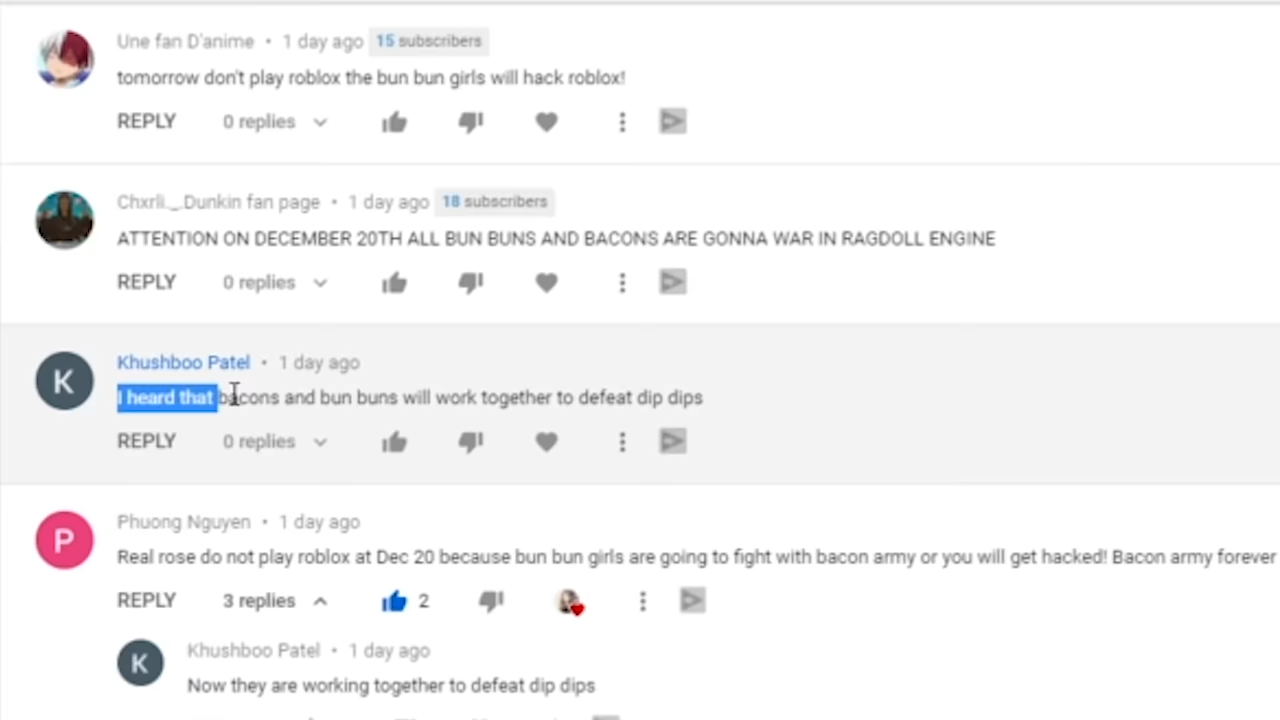 Une fan D'anime • 1 day ago 15 subscribers
tomorrow don't play roblox the bun bun girls will hack roblox!
REPLY 0 replies
Chxrli._.Dunkin fan page • 1 day ago 18 subscribers
ATTENTION ON DECEMBER 20TH ALL BUN BUNS AND BACONS ARE GONNA WAR IN RAGDOLL ENGINE
REPLY 0 replies
K
Khushboo Patel • 1 day ago
I heard that bacons and bun buns will work together to defeat dip dips
REPLY 0 replies
P
Phuong Nguyen • 1 day ago
Real rose do not play roblox at Dec 20 because bun bun girls are going to fight with bacon army or you will get hacked! Bacon army forever
REPLY 3 replies 2
K
Khushboo Patel • 1 day ago
Now they are working together to defeat dip dips